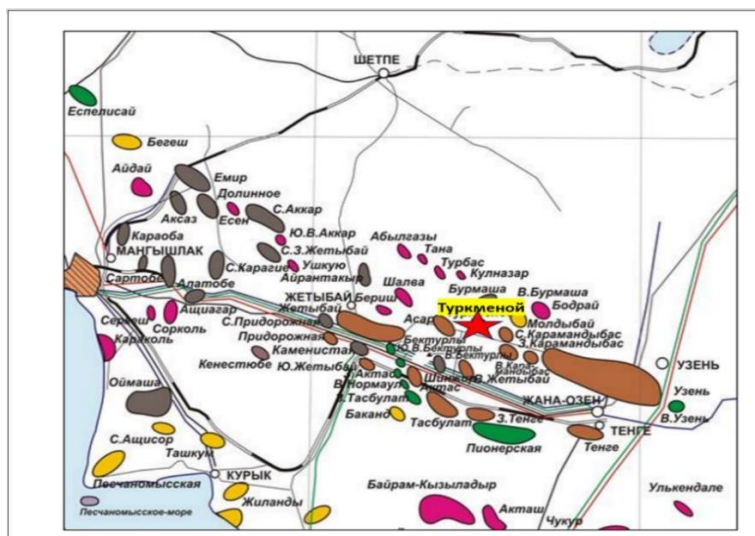 ШЕТПЕ
Еспелисай
Бегеш
Айдай
Емир
Долинное
С.Аккар
Аксаз
Есен
Караоба
Ю.В.Аккар
МАНГЫШЛАК
С.З.Жетыбай
Ушкую
Абылгазы
Тана
Турбас
Кулназар
Сартобе
С.Карагие
Айрантакыр
Шалва
Бурмаша
В.Бурмаша
Алатобе
ЖЕТЫБАЙ
Бериш
Туркменой
Бодрай
Ащиагар
Жетыбай
Асар
Молдыбай
Сорколь
С.Придорожная
С.Карамандыбас
Караколь
Придорожная
Бектурлы
З.Карамандыбас
Каменистая
Ю.В.Бектурлы
В.Бектурлы
УЗЕНЬ
Кенестюбе
Ю.Жетыбай
Актас
В.Жетыбай
Оймаша
В.Нормаул
ЖАНА-ОЗЕН
Узень
З.Тасбулат
В.Узень
С.Ащисор
Баканд
Тасбулат
З.Тенге
ТЕНГЕ
Ташкум
Пионерская
Тенге
КУРЫК
Песчаномысская
Байрам-Кызыладыр
Улькендале
Песчаномысское-море
Жиланды
Акташ
Чукур